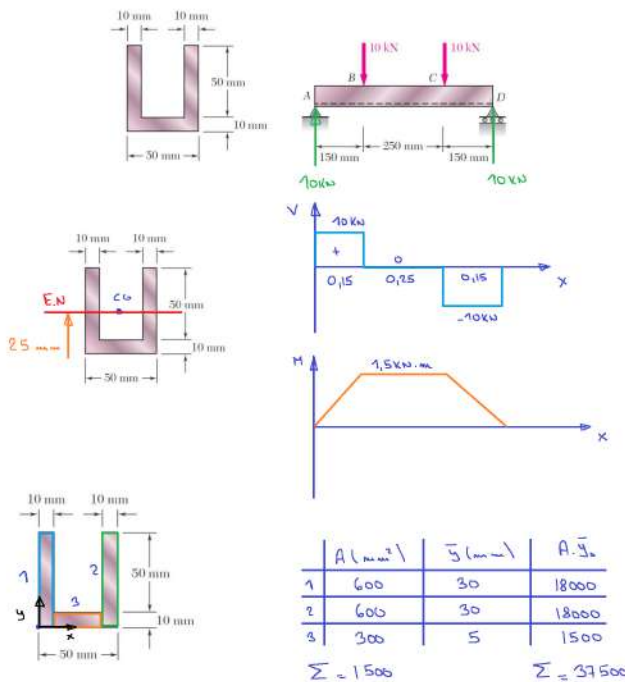 10 mm 10 mm
50 mm
10 mm
50 mm
10 kN 10 kN
B C
A D
150 mm 250 mm 150 mm
10KN 10KN
V
10KN
+
0
0,15 0,25 0,15
X
-10KN
10 mm 10 mm
E.N
CG
50 mm
25 mm
10 mm
50 mm
M
1,5KN.m
X
10 mm 10 mm
1 2
50 mm
3
y
x
10 mm
50 mm
A (mm²) ȳ (mm) A.ȳ
1 600 30 18000
2 600 30 18000
3 300 5 1500
Σ = 1500 Σ = 37500